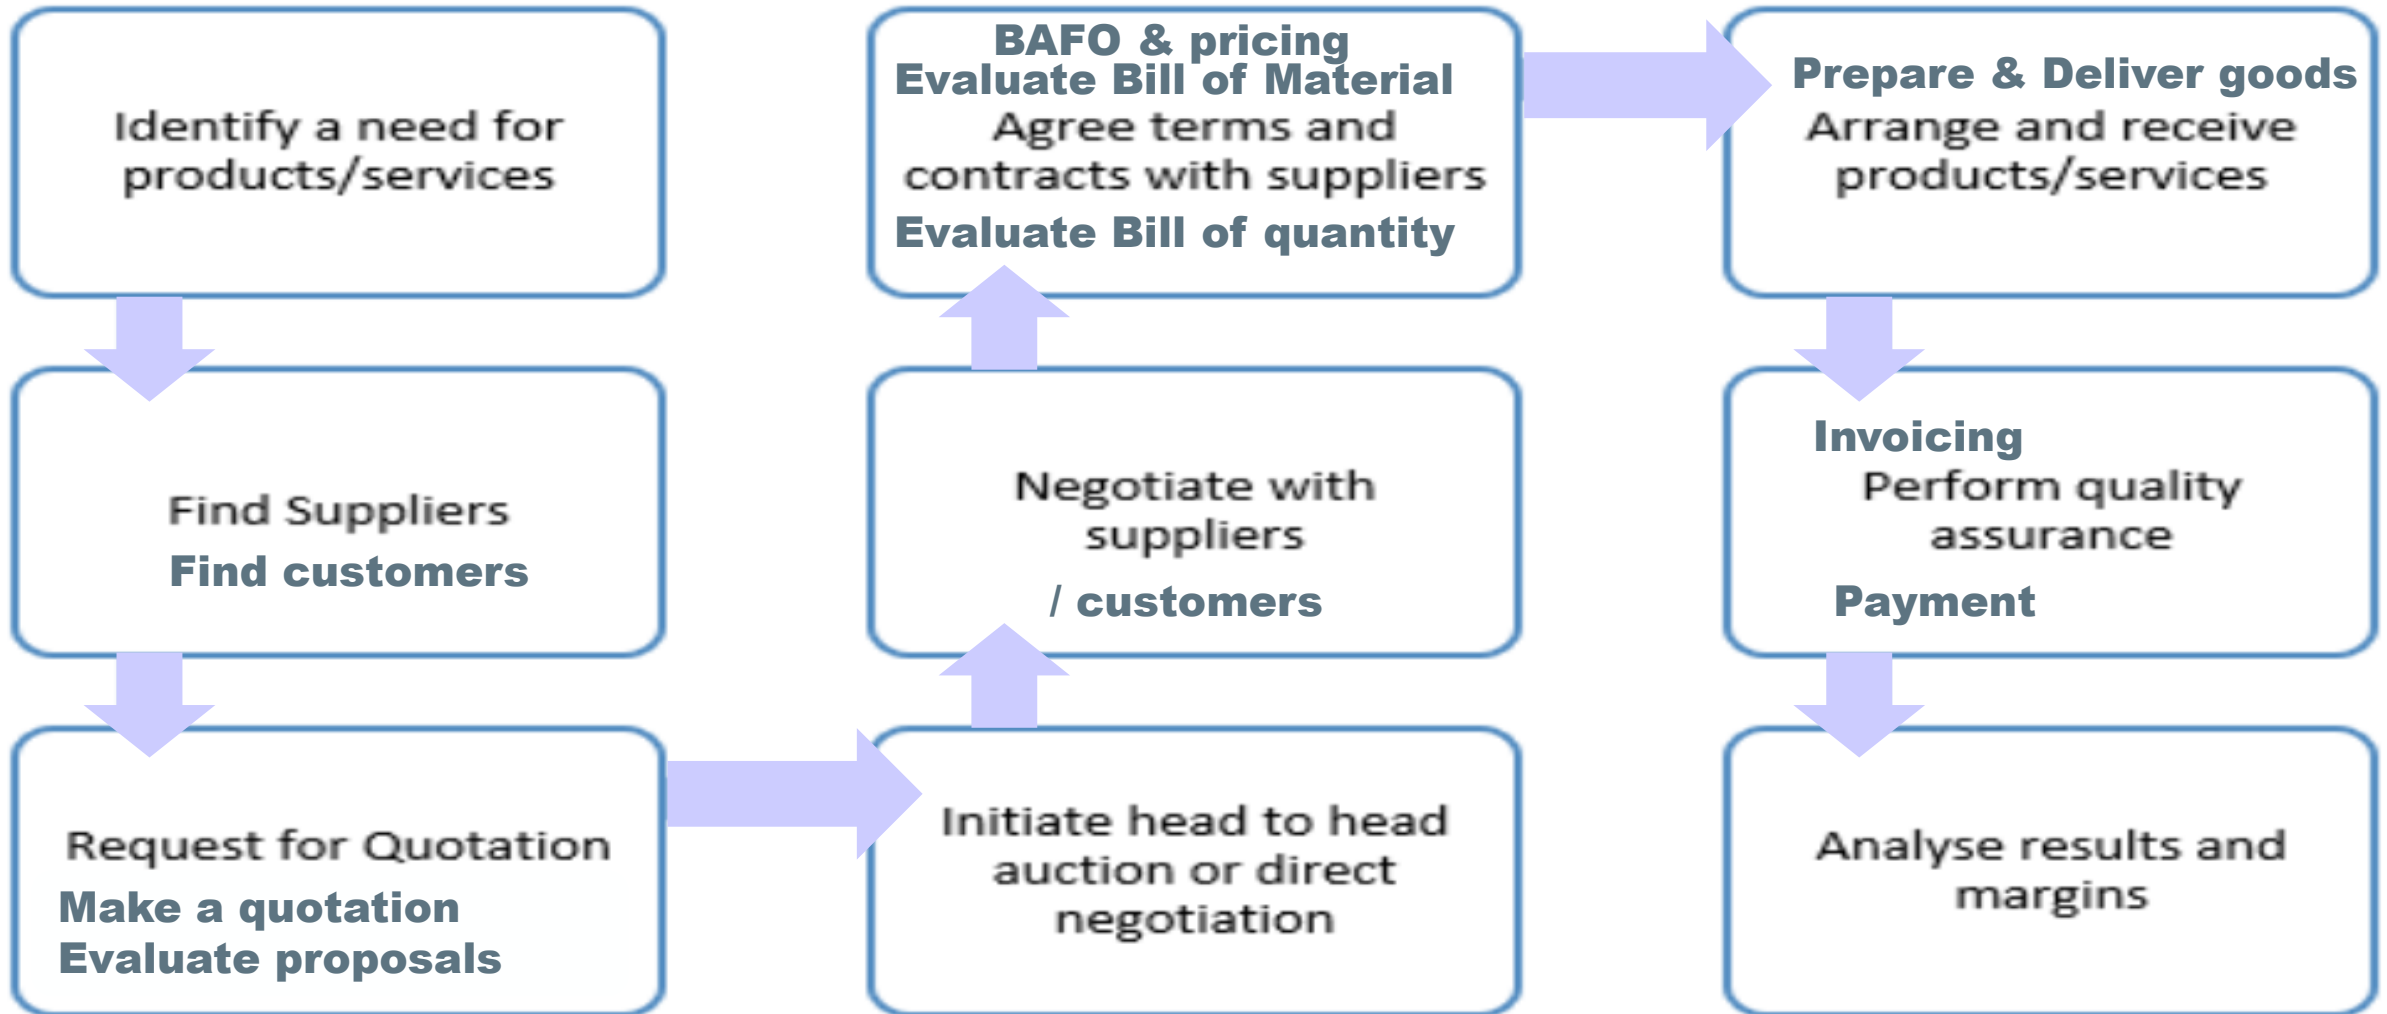 Identify a need for
products/services
Find Suppliers
Find customers
Request for Quotation
Make a quotation
Evaluate proposals
Initiate head to head
auction or direct
negotiation
Negotiate with
suppliers
/ customers
BAFO & pricing
Evaluate Bill of Material
Agree terms and
contracts with suppliers
Evaluate Bill of quantity
Prepare & Deliver goods
Arrange and receive
products/services
Invoicing
Perform quality
assurance
Payment
Analyse results and
margins